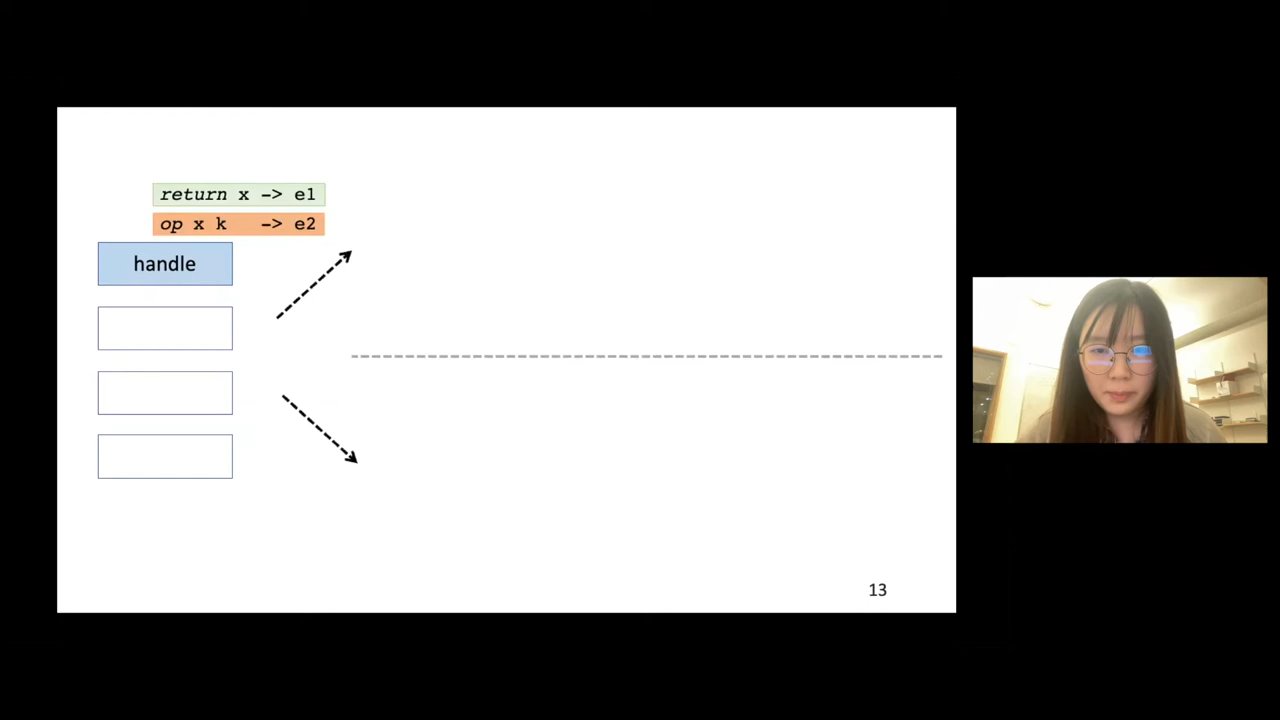 return x -> e1
op x k -> e2
handle
13